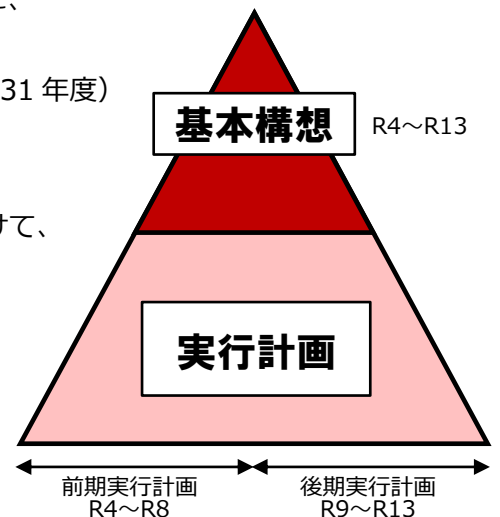 、
31 年度）
基本構想
R4～R13
けて、
実行計画
前期実行計画
R4～R8
後期実行計画
R9～R13